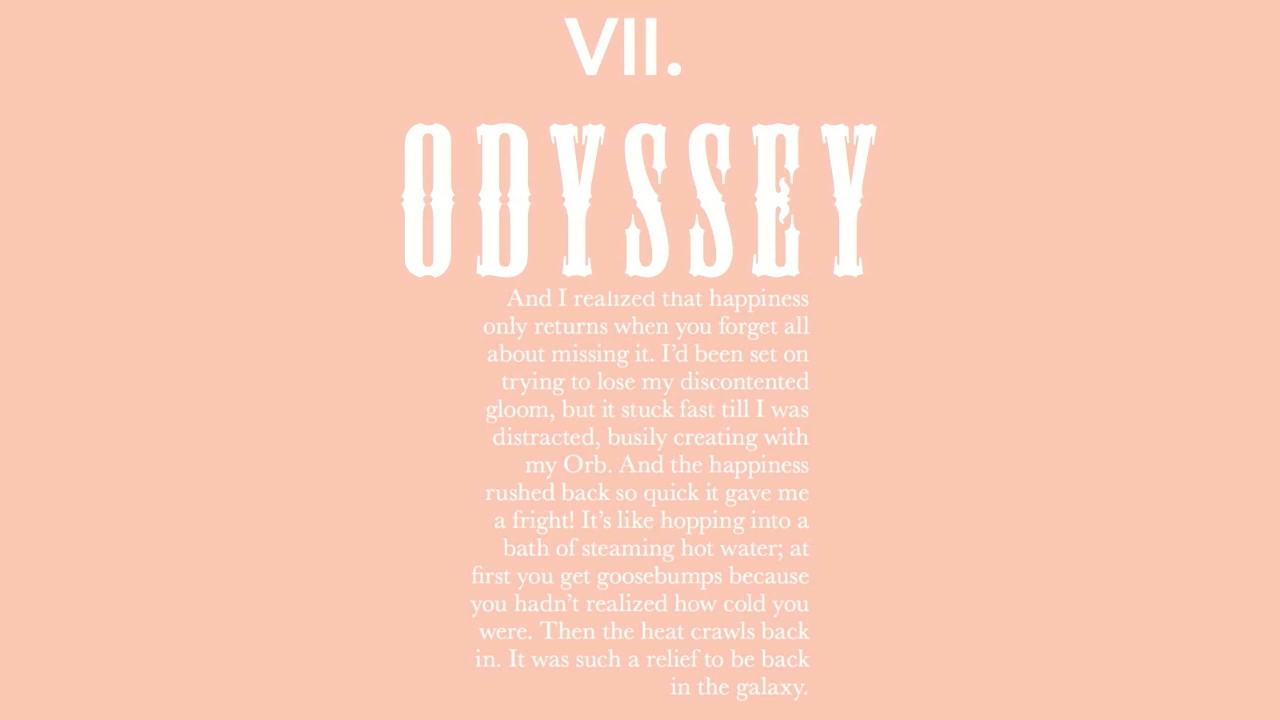 VII.
ODYSSEY
And I realized that happiness
only returns when you forget all
about missing it. I’d been set on
trying to lose my discontented
gloom, but it stuck fast till I was
distracted, busily creating with
my Orb. And the happiness
rushed back so quick it gave me
a fright! It’s like hopping into a
bath of steaming hot water; at
first you get goosebumps because
you hadn’t realized how cold you
were. Then the heat crawls back
in. It was such a relief to be back
in the galaxy.